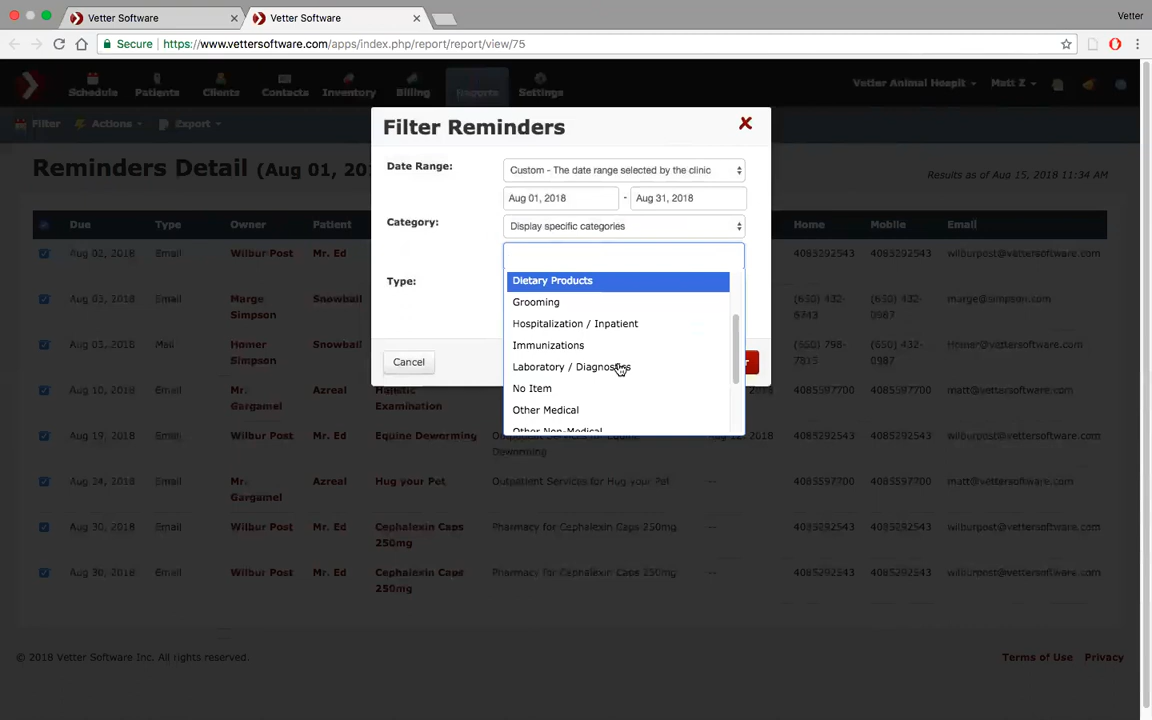 Vetter Software
Vetter Software
Vetter
Secure
https://www.vettersoftware.com/apps/index.php/report/report/view/75
Schedule
Patients
Clients
Contacts
Inventory
Billing
Reports
Settings
Vetter Animal Hospit
Matt Z
Filter
Actions
Export
Filter Reminders
Date Range:
Custom - The date range selected by the clinic
Aug 01, 2018 - Aug 31, 2018
Category:
Display specific categories
Type:
Dietary Products
Grooming
Hospitalization / Inpatient
Immunizations
Laboratory / Diagnostics
No Item
Other Medical
Other Non-Medical
Cancel
Reminders Detail (Aug 01, 20
Results as of Aug 15, 2018 11:34 AM
Due Type Owner Patient Home Mobile Email
Aug 02, 2018 Email Wilbur Post Mr. Ed 4085292543 4085292543 wilburpost@vettersoftware.com
Aug 03, 2018 Email Marge Snowball (650) 432- (650) 432- marge@simpson.com
Simpson 0987
Aug 03, 2018 Homer Snowball (650) 798- (650) 432- Homer@vettersoftware.com
Simpson 0987
Aug 10, 2018 Email Mr. Azreal Holistic 4085597700 4085597700 matt@vettersoftware.com
Gargamel Examination
Aug 19, 2018 Email Wilbur Post Mr. Ed Equine Deworming Outpatient Services for Equine 2018 4085292543 4085292543 wilburpost@vettersoftware.com
Deworming
Aug 24, 2018 Email Mr. Azreal Hug your Pet Outpatient Services for Hug your Pet --- 4085597700 4085597700 matt@vettersoftware.com
Gargamel
Aug 30, 2018 Email Wilbur Post Mr. Ed Cephalexin Caps Pharmacy for Cephalexin Caps 250mg --- 4085292543 4085292543 wilburpost@vettersoftware.com
250mg
Aug 30, 2018 Email Wilbur Post Mr. Ed Cephalexin Caps Pharmacy for Cephalexin Caps 250mg --- 4085292543 4085292543 wilburpost@vettersoftware.com
250mg
© 2018 Vetter Software Inc. All rights reserved.
Terms of Use Privacy